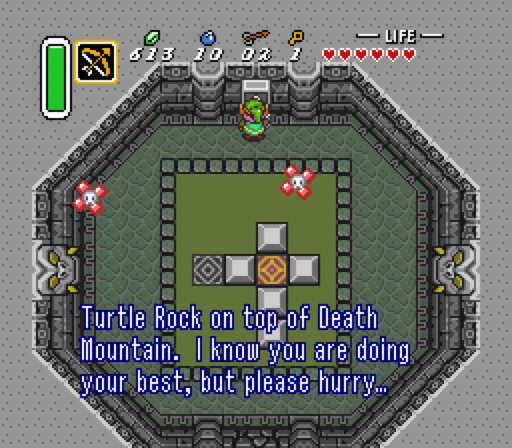 — LIFE —
613 10 02 1
Turtle Rock on top of Death
Mountain. I know you are doing
your best, but please hurry…